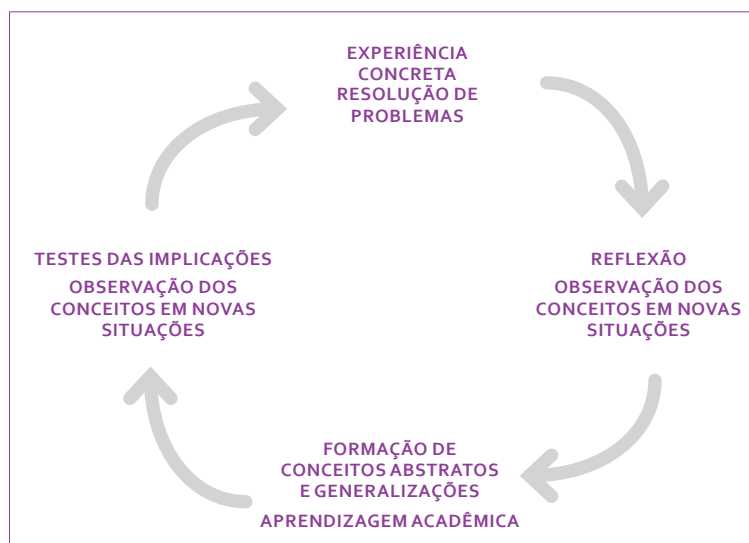 EXPERIÊNCIA
CONCRETA
RESOLUÇÃO DE
PROBLEMAS
TESTES DAS IMPLICAÇÕES
OBSERVAÇÃO DOS
CONCEITOS EM NOVAS
SITUAÇÕES
REFLEXÃO
OBSERVAÇÃO DOS
CONCEITOS EM NOVAS
SITUAÇÕES
FORMAÇÃO DE
CONCEITOS ABSTRATOS
E GENERALIZAÇÕES
APRENDIZAGEM ACADÊMICA